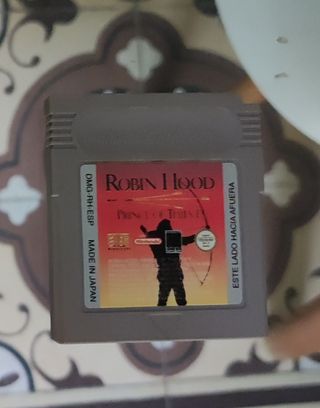 ROBIN HOOD
PRINCE OF THIEVES
Nintendo
DMG-RH-ESP
MADE IN JAPAN
ESTE LADO HACIA AFUERA